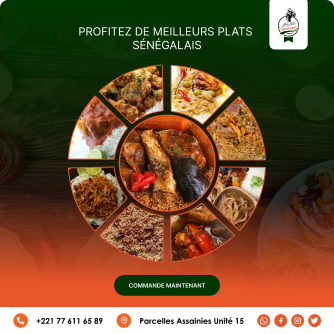 PROFITEZ DE MEILLEURS PLATS
SÉNÉGALAIS
COMMANDE MAINTENANT
+221 77 611 65 89
Parcelles Assainies Unité 15